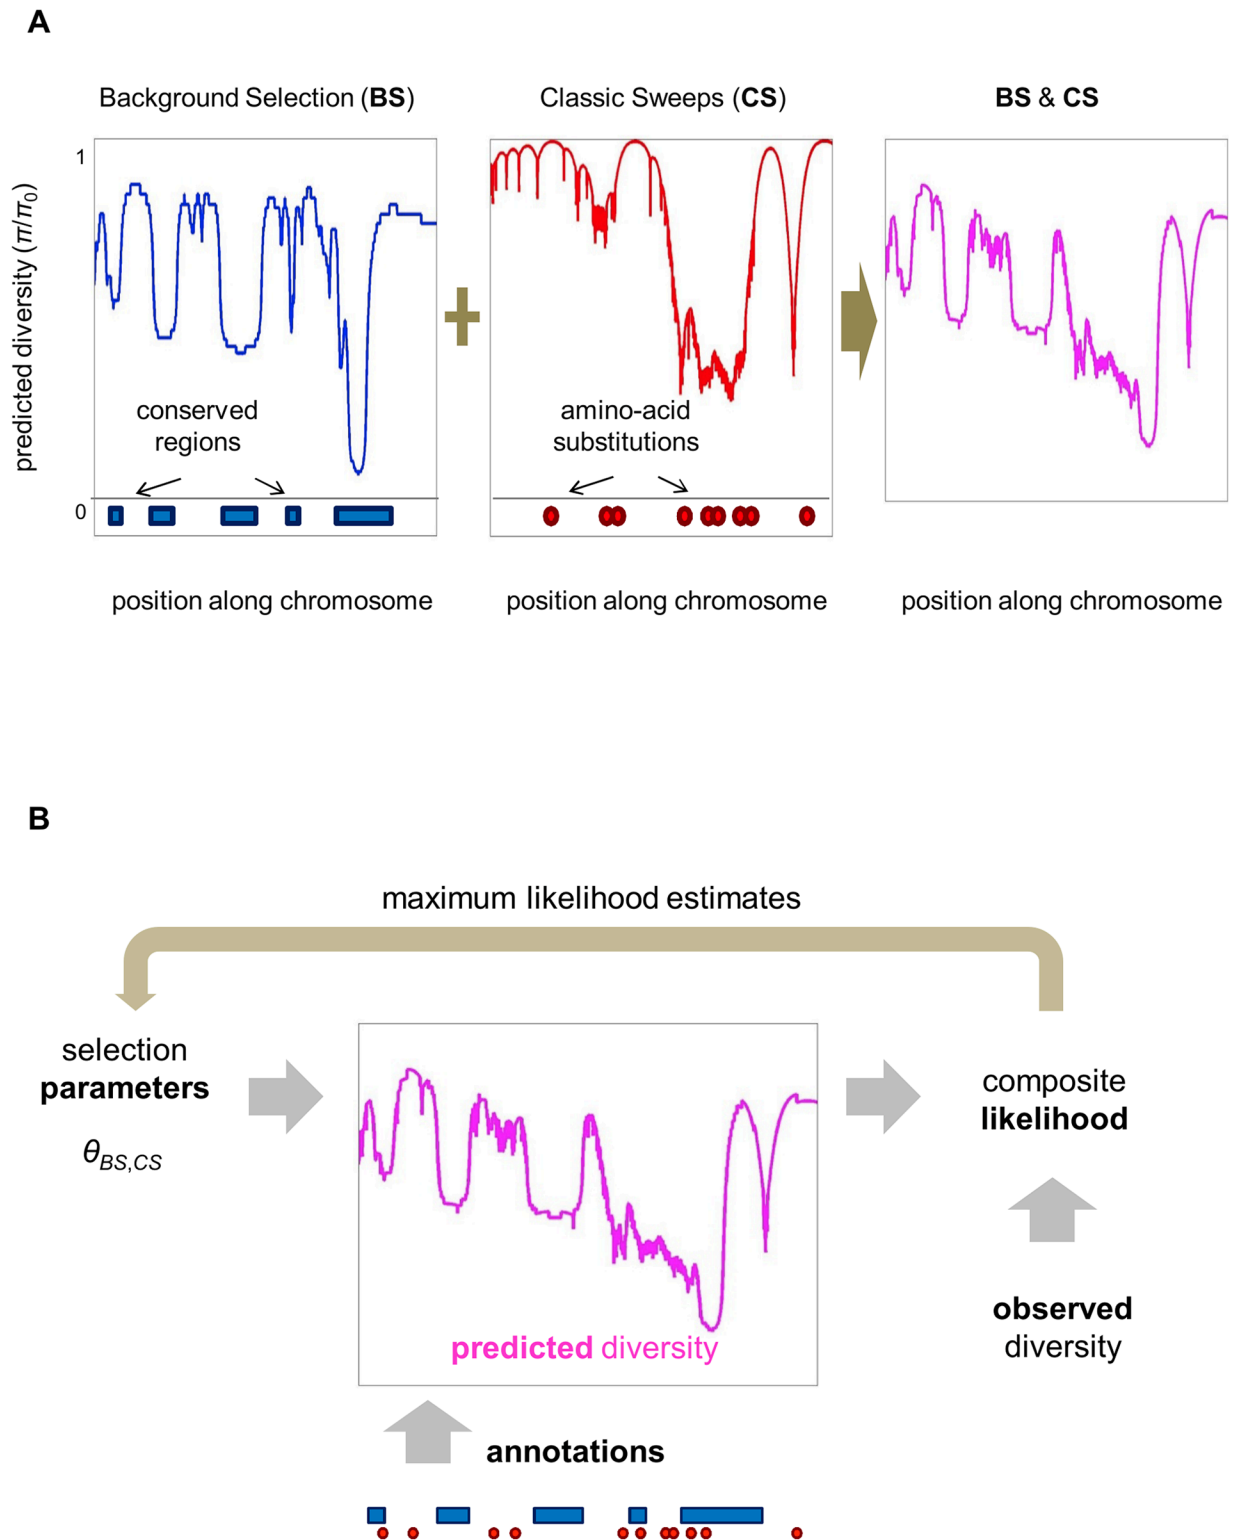 A
Background Selection (BS)
Classic Sweeps (CS)
BS & CS
predicted diversity (π/π₀)
1
0
conserved
regions
amino-acid
substitutions
position along chromosome
position along chromosome
position along chromosome
B
maximum likelihood estimates
selection
parameters
θBS,CS
predicted diversity
composite
likelihood
observed
diversity
annotations